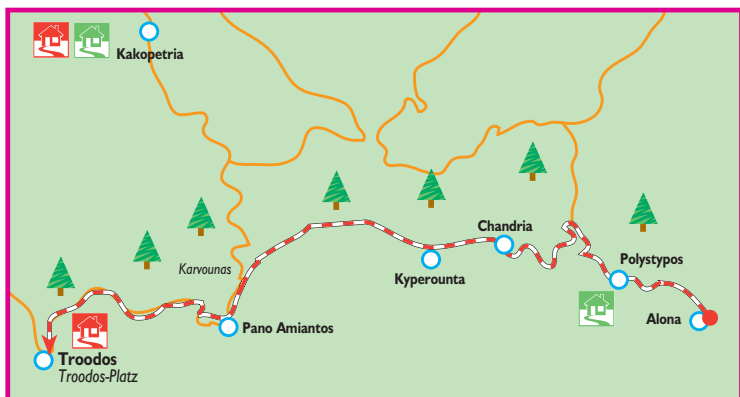 Kakopetria
Chandria
Karvounas
Polystypos
Kyperounta
Alona
Pano Amiantos
Troodos
Troodos-Platz